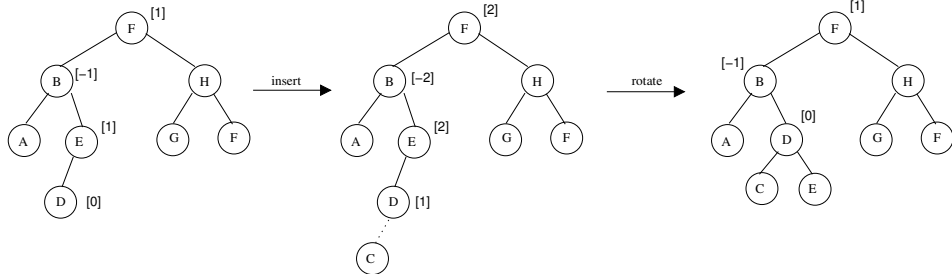 [1] [2] [1]
F F F
[-1] [-2] [-1]
B H B H B H
insert rotate
[1] [2] [0]
A E G F A E G F A D G F
D [0] D [1] C E
C